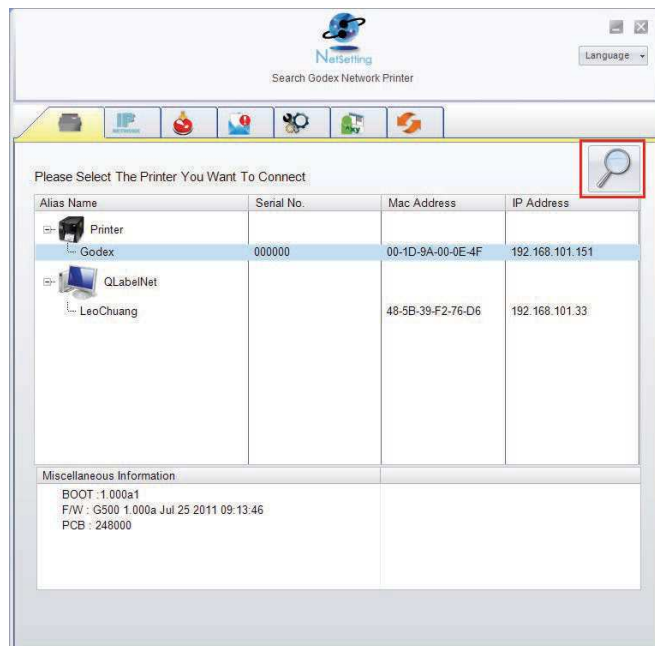 NetSetting
Language
Search Godex Network Printer
IP
NETWORK
Please Select The Printer You Want To Connect
Alias Name Serial No. Mac Address IP Address
Printer
Godex 000000 00-1D-9A-00-0E-4F 192.168.101.151
QLabelNet
LeoChuang 48-5B-39-F2-76-D6 192.168.101.33
Miscellaneous Information
BOOT :1.000a1
F/W : G500 1.000a Jul 25 2011 09:13:46
PCB : 248000